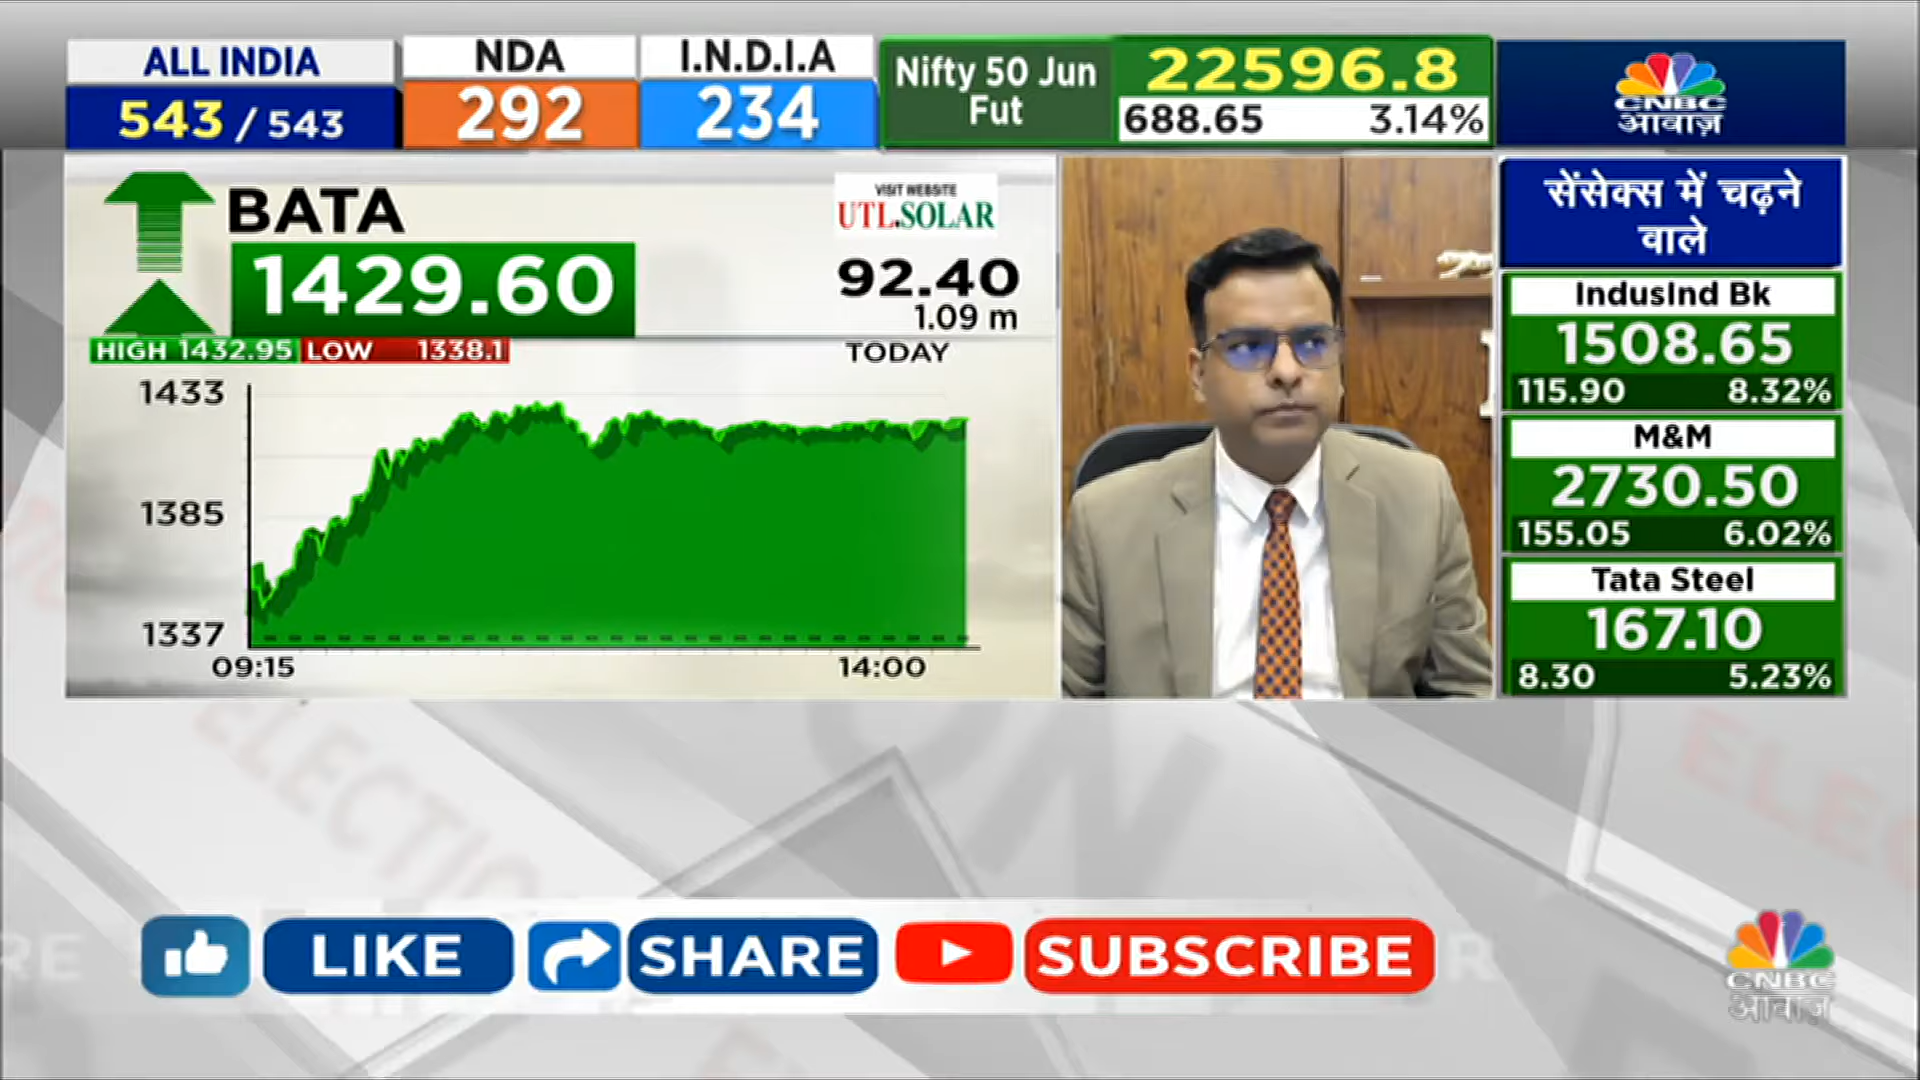 ALL INDIA
543 / 543
NDA
292
I.N.D.I.A
234
Nifty 50 Jun
Fut
22596.8
688.65 3.14%
CNBC
आवाज़
BATA
1429.60
HIGH 1432.95 LOW 1338.1
VISIT WEBSITE
UTL.SOLAR
92.40
1.09 m
TODAY
1433
1385
1337
09:15 14:00
सेंसेक्स में चढ़ने
वाले
IndusInd Bk
1508.65
115.90 8.32%
M&M
2730.50
155.05 6.02%
Tata Steel
167.10
8.30 5.23%
ELECTIO
ELEC
LIKE SHARE SUBSCRIBE
CNBC
आवाज़